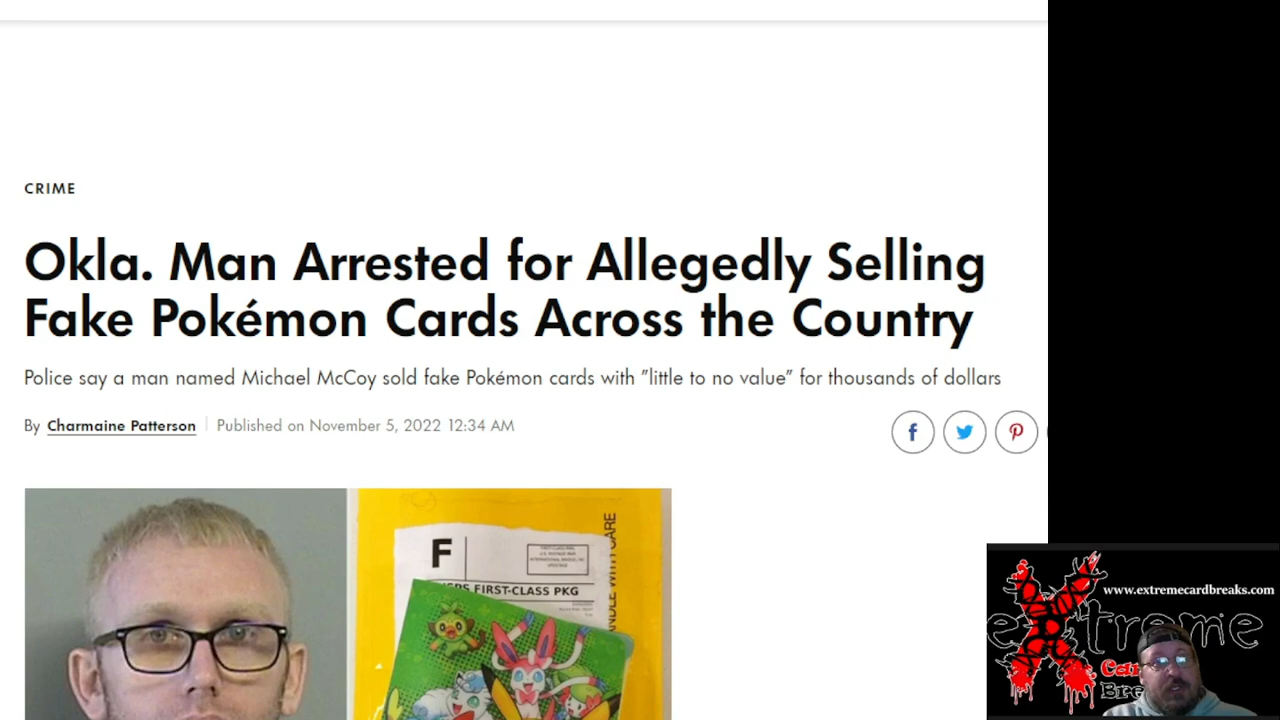 CRIME
Okla. Man Arrested for Allegedly Selling
Fake Pokémon Cards Across the Country
Police say a man named Michael McCoy sold fake Pokémon cards with "little to no value" for thousands of dollars
By Charmaine Patterson Published on November 5, 2022 12:34 AM
F
FIRST-CLASS PKG
www.extremecardbreaks.com
eXtreme